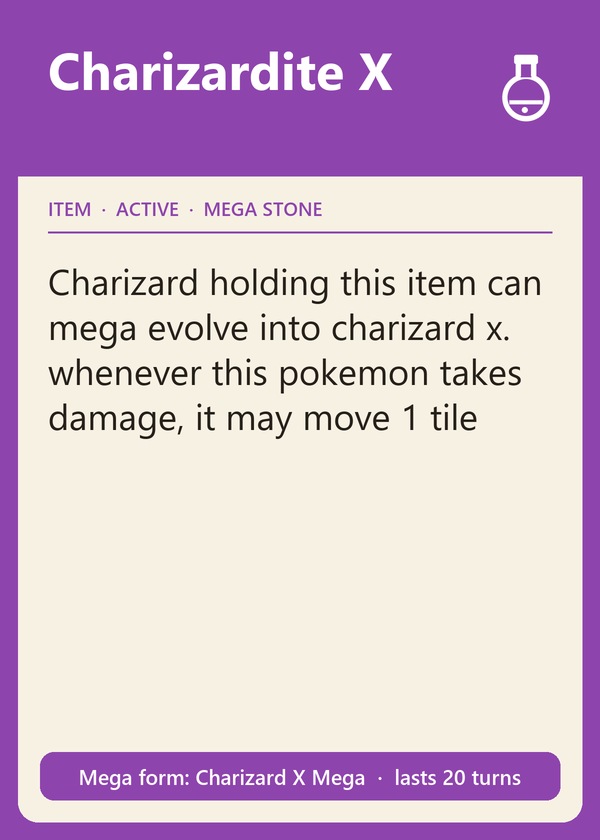 Charizardite X
ITEM · ACTIVE · MEGA STONE
Charizard holding this item can
mega evolve into charizard x.
whenever this pokemon takes
damage, it may move 1 tile
Mega form: Charizard X Mega · lasts 20 turns